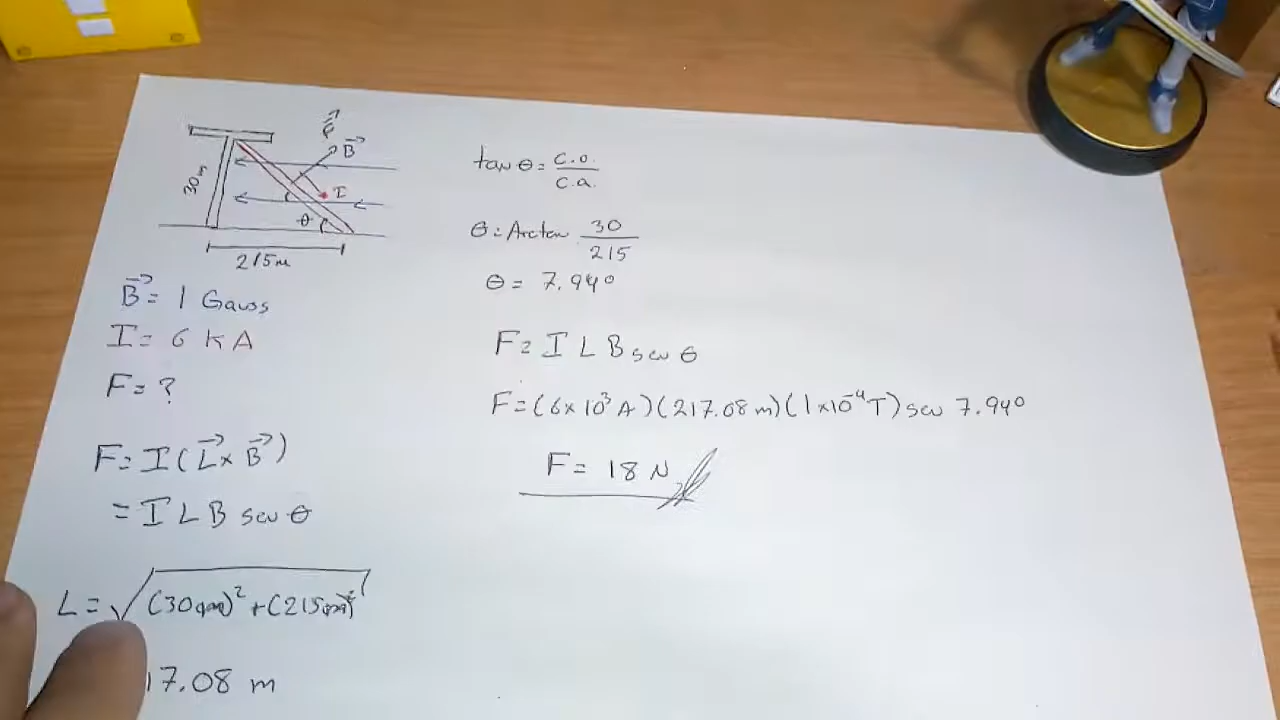 30m
F
B
I
θ
215m
B = 1 Gauss
I = 6 kA
F = ?
F = I ( L x B )
= I L B sen θ
L = √(30m)² + (215m)²
17.08 m
tan θ = c.o. / c.a.
θ = Arctan 30 / 215
θ = 7.94°
F = I L B sen θ
F = (6 x 10³ A)(217.08 m)(1 x 10⁻⁴ T) sen 7.94°
F = 18 N